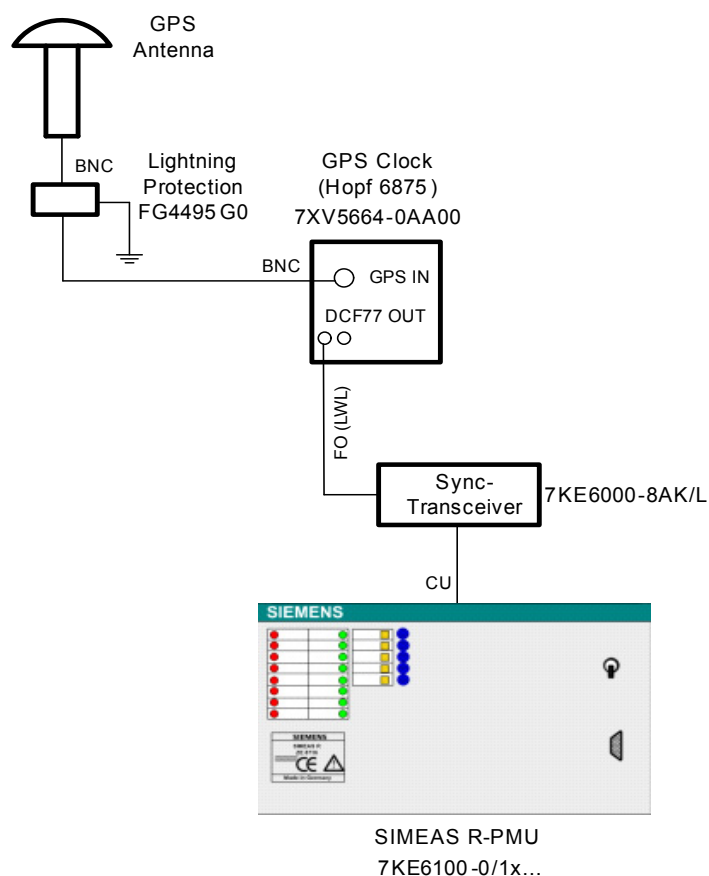 GPS
Antenna
BNC
Lightning
Protection
FG4495 G0
GPS Clock
(Hopf 6875)
7XV5664-0AA00
BNC
GPS IN
DCF77 OUT
FO (LWL)
Sync-
Transceiver
7KE6000-8AK/L
CU
SIEMENS
SIEMENS
SIMEAS R
CE
Made in Germany
SIMEAS R-PMU
7KE6100-0/1x...